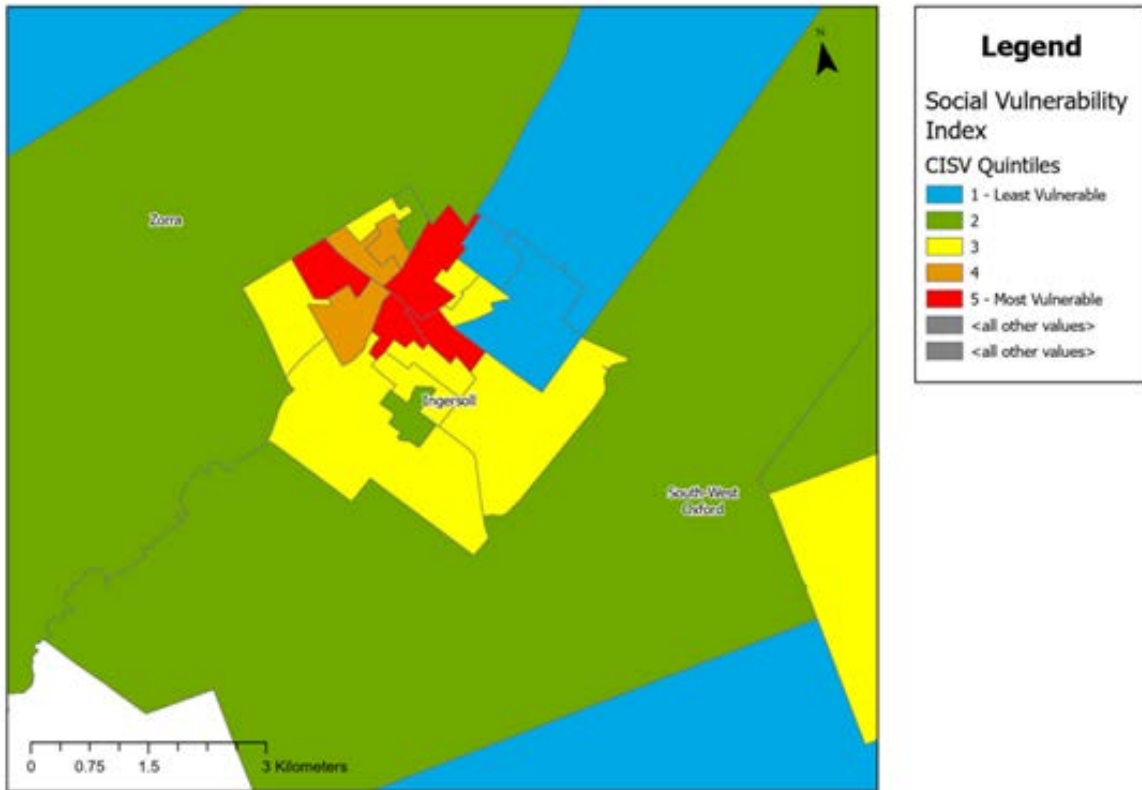 N
Zorra
Ingersoll
South-West
Oxford
0 0.75 1.5 3 Kilometers
Legend
Social Vulnerability
Index
CISV Quintiles
1 - Least Vulnerable
2
3
4
5 - Most Vulnerable
<all other values>
<all other values>